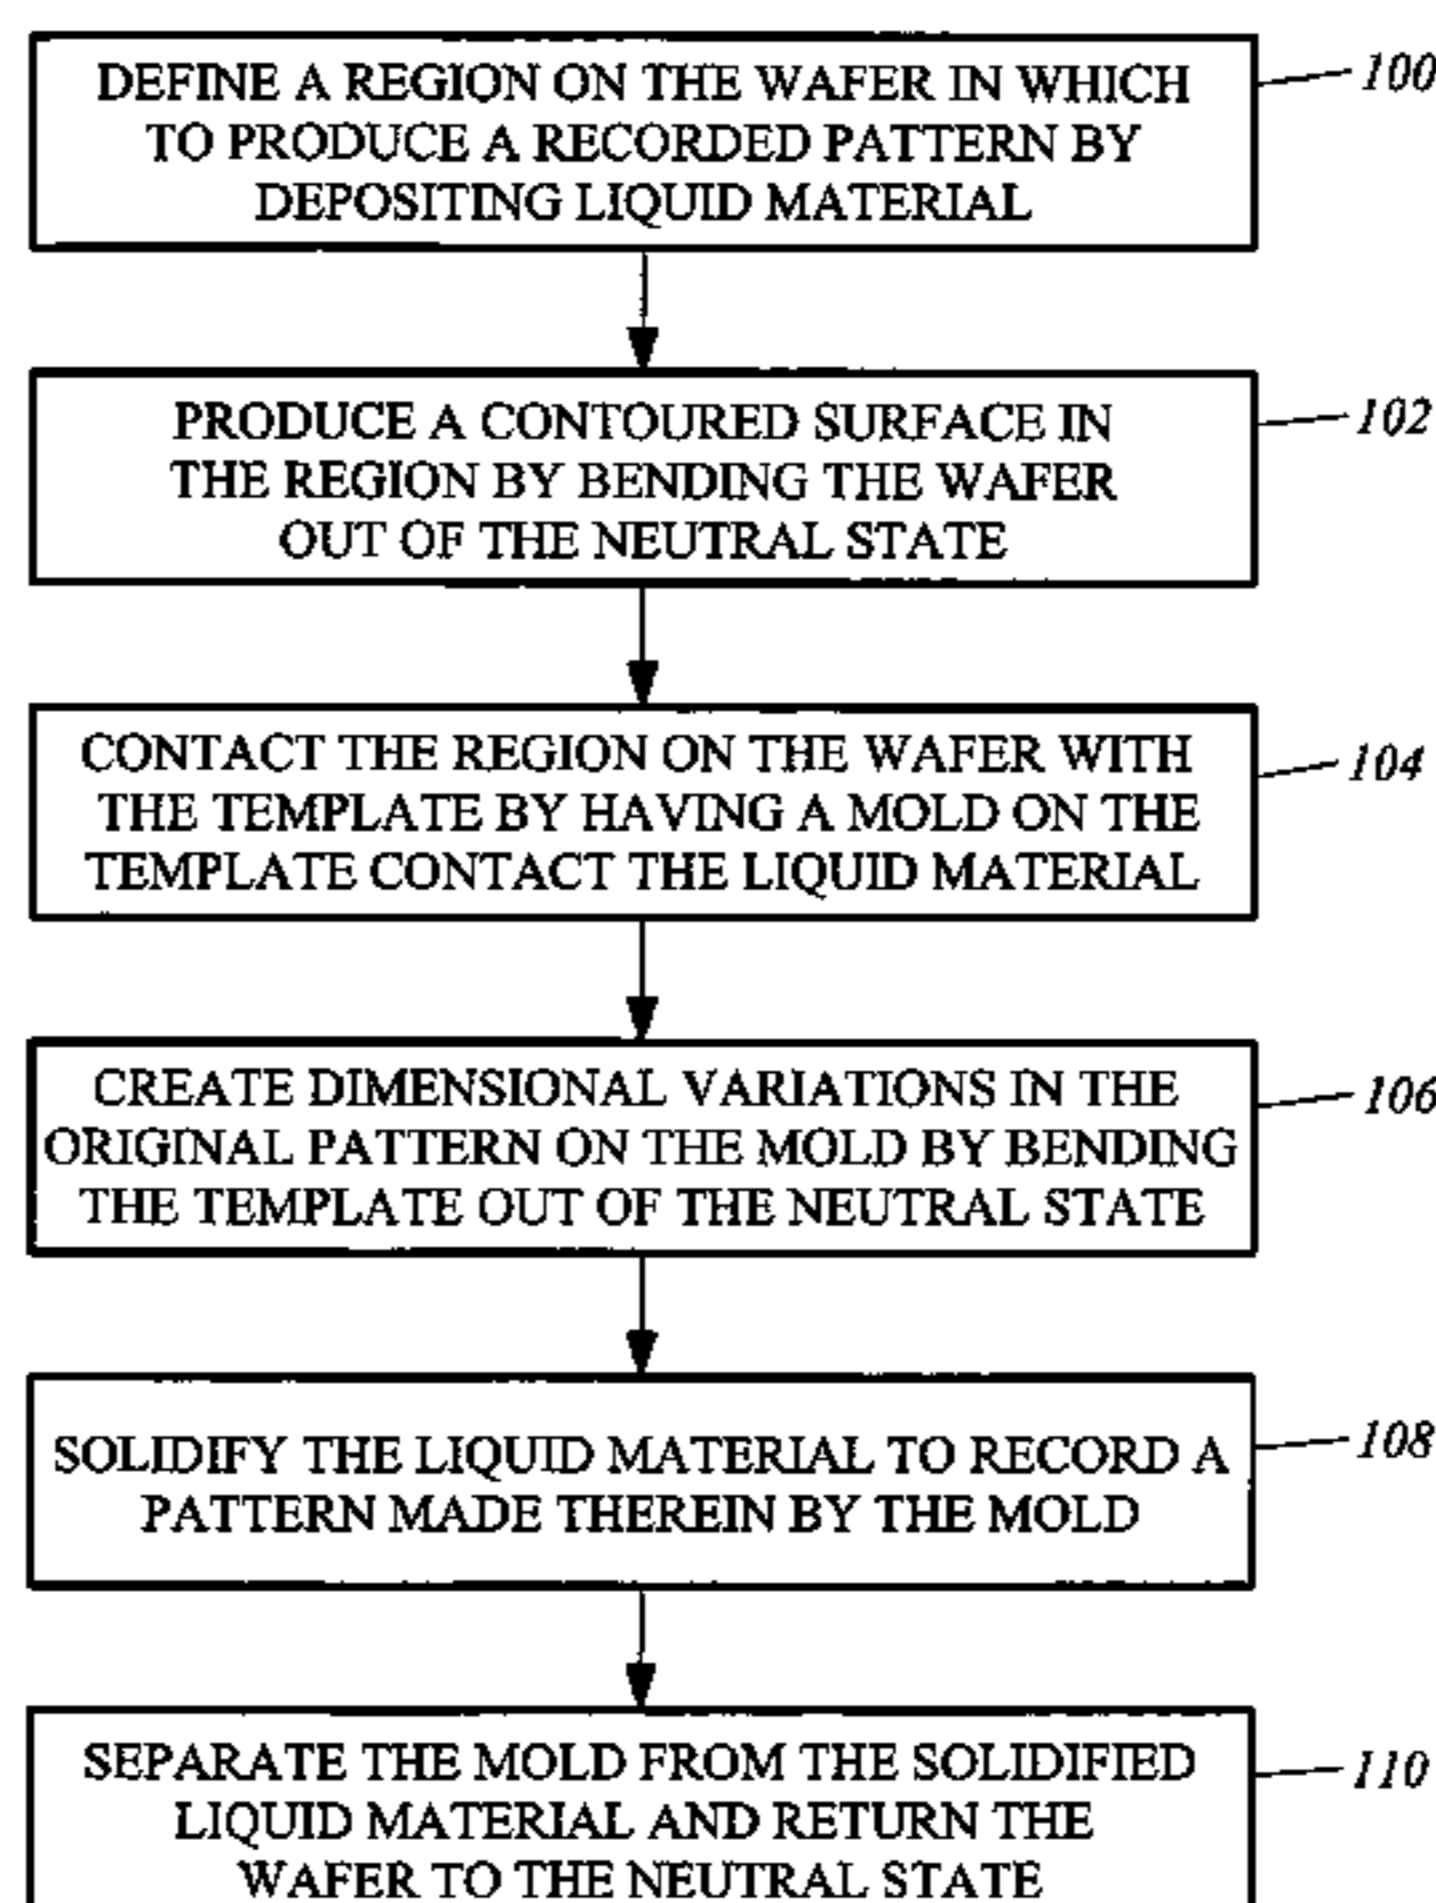 DEFINE A REGION ON THE WAFER IN WHICH
TO PRODUCE A RECORDED PATTERN BY
DEPOSITING LIQUID MATERIAL
100
PRODUCE A CONTOURED SURFACE IN
THE REGION BY BENDING THE WAFER
OUT OF THE NEUTRAL STATE
102
CONTACT THE REGION ON THE WAFER WITH
THE TEMPLATE BY HAVING A MOLD ON THE
TEMPLATE CONTACT THE LIQUID MATERIAL
104
CREATE DIMENSIONAL VARIATIONS IN THE
ORIGINAL PATTERN ON THE MOLD BY BENDING
THE TEMPLATE OUT OF THE NEUTRAL STATE
106
SOLIDIFY THE LIQUID MATERIAL TO RECORD A
PATTERN MADE THEREIN BY THE MOLD
108
SEPARATE THE MOLD FROM THE SOLIDIFIED
LIQUID MATERIAL AND RETURN THE
WAFER TO THE NEUTRAL STATE
110